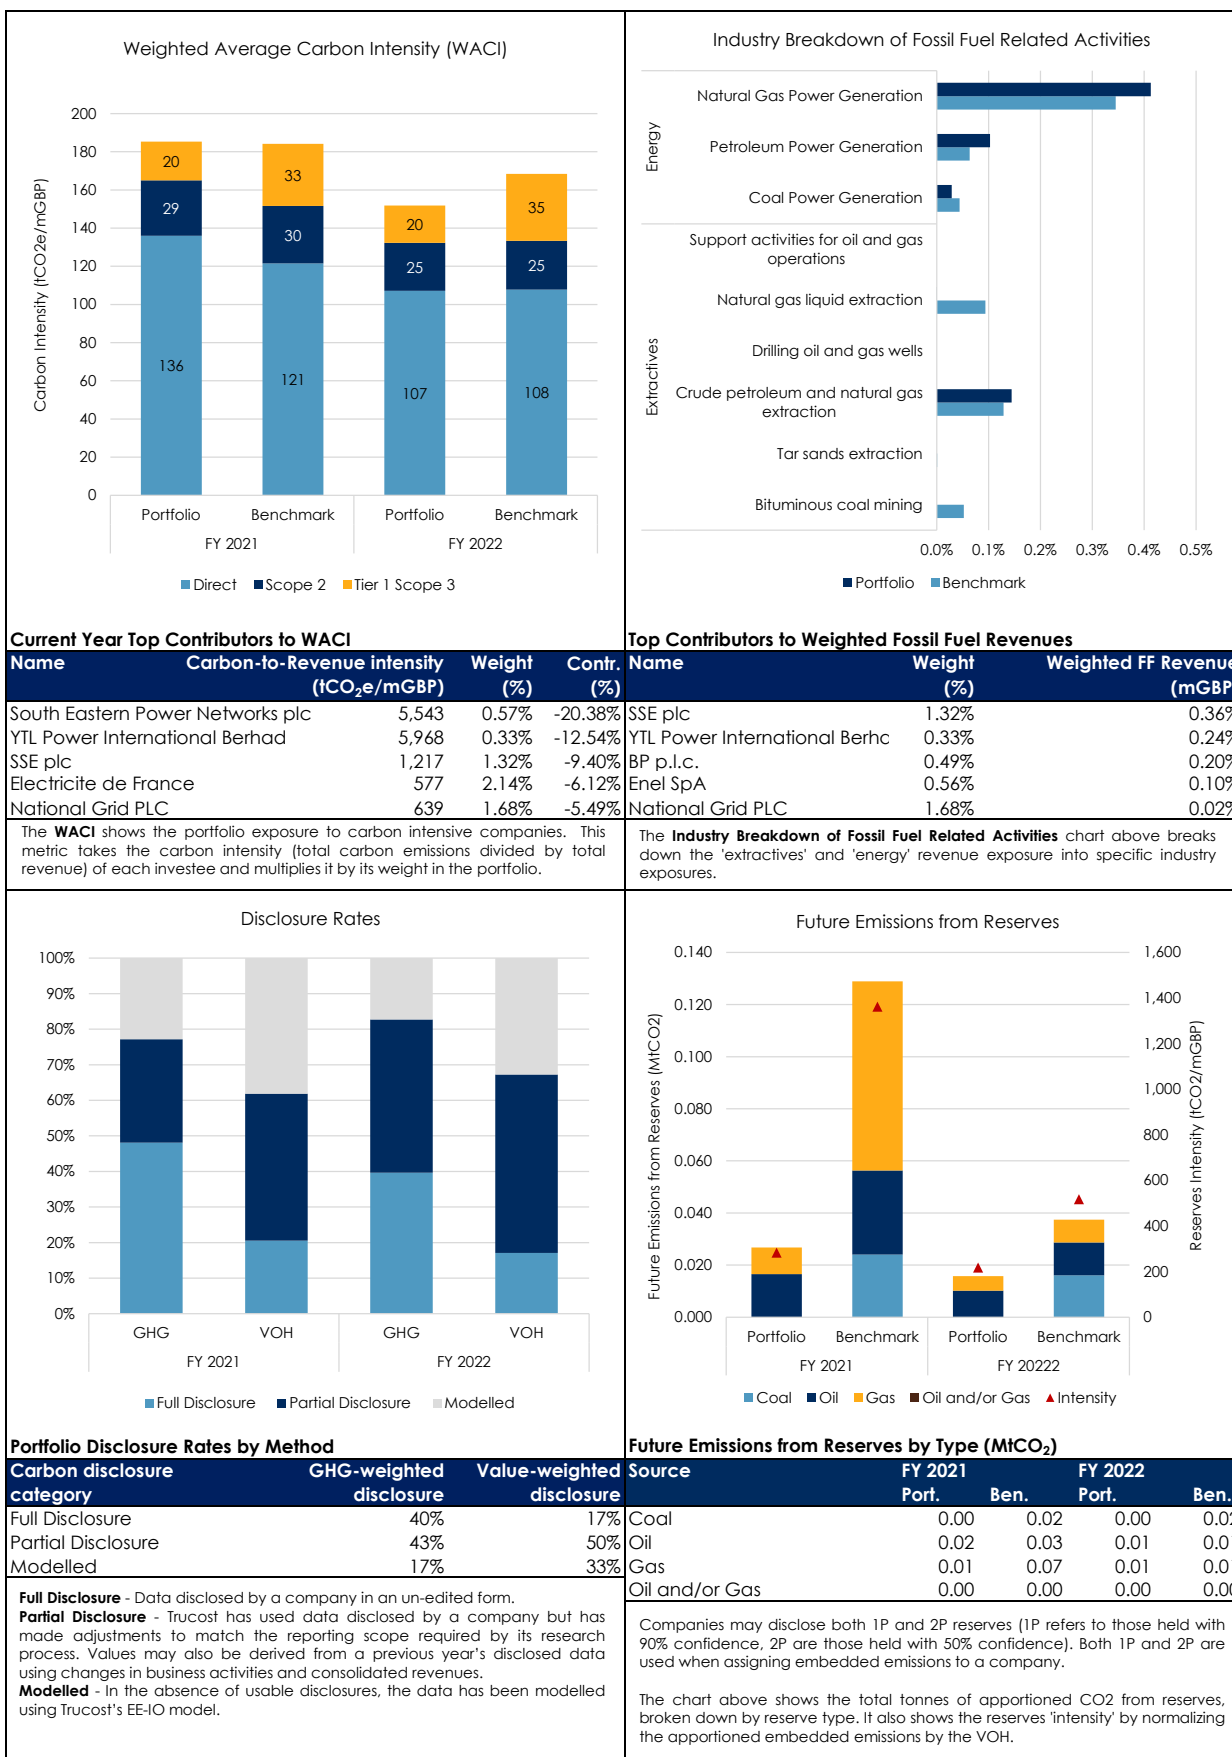 Weighted Average Carbon Intensity (WACI)
Carbon Intensity (tCO2e/mGBP)
200
180
160
140
120
100
80
60
40
20
0
20
29
136
33
30
121
20
25
107
35
25
108
Portfolio Benchmark Portfolio Benchmark
FY 2021 FY 2022
Direct Scope 2 Tier 1 Scope 3
Industry Breakdown of Fossil Fuel Related Activities
Energy
Natural Gas Power Generation
Petroleum Power Generation
Coal Power Generation
Extractives
Support activities for oil and gas
operations
Natural gas liquid extraction
Drilling oil and gas wells
Crude petroleum and natural gas
extraction
Tar sands extraction
Bituminous coal mining
0.0% 0.1% 0.2% 0.3% 0.4% 0.5%
Portfolio Benchmark
Current Year Top Contributors to WACI
Name Carbon-to-Revenue intensity Weight Contr.
(tCO2e/mGBP) (%) (%)
South Eastern Power Networks plc 5,543 0.57% -20.38%
YTL Power International Berhad 5,968 0.33% -12.54%
SSE plc 1,217 1.32% -9.40%
Electricite de France 577 2.14% -6.12%
National Grid PLC 639 1.68% -5.49%
The WACI shows the portfolio exposure to carbon intensive companies. This
metric takes the carbon intensity (total carbon emissions divided by total
revenue) of each investee and multiplies it by its weight in the portfolio.
Top Contributors to Weighted Fossil Fuel Revenues
Name Weight Weighted FF Revenue
(%) (mGBP
SSE plc 1.32% 0.36%
YTL Power International Berhc 0.33% 0.24%
BP p.l.c. 0.49% 0.20%
Enel SpA 0.56% 0.10%
National Grid PLC 1.68% 0.02%
The Industry Breakdown of Fossil Fuel Related Activities chart above breaks
down the 'extractives' and 'energy' revenue exposure into specific industry
exposures.
Disclosure Rates
100%
90%
80%
70%
60%
50%
40%
30%
20%
10%
0%
GHG VOH GHG VOH
FY 2021 FY 2022
Full Disclosure Partial Disclosure Modelled
Future Emissions from Reserves
Future Emissions from Reserves (MtCO2)
0.140
0.120
0.100
0.080
0.060
0.040
0.020
0.000
1,600
1,400
1,200
1,000
800
600
400
200
0
Reserves Intensity (tCO2/mGBP)
Portfolio Benchmark Portfolio Benchmark
FY 2021 FY 20222
Coal Oil Gas Oil and/or Gas Intensity
Portfolio Disclosure Rates by Method
Carbon disclosure GHG-weighted Value-weighted
category disclosure disclosure
Full Disclosure 40% 17%
Partial Disclosure 43% 50%
Modelled 17% 33%
Full Disclosure - Data disclosed by a company in an un-edited form.
Partial Disclosure - Trucost has used data disclosed by a company but has
made adjustments to match the reporting scope required by its research
process. Values may also be derived from a previous year's disclosed data
using changes in business activities and consolidated revenues.
Modelled - In the absence of usable disclosures, the data has been modelled
using Trucost's EE-IO model.
Future Emissions from Reserves by Type (MtCO2)
Source FY 2021 FY 2022
Port. Ben. Port. Ben.
Coal 0.00 0.02 0.00
Oil 0.02 0.03 0.01 0.0
Gas 0.01 0.07 0.01 0.0
Oil and/or Gas 0.00 0.00 0.00
Companies may disclose both 1P and 2P reserves (1P refers to those held with
90% confidence, 2P are those held with 50% confidence). Both 1P and 2P are
used when assigning embedded emissions to a company.
The chart above shows the total tonnes of apportioned CO2 from reserves,
broken down by reserve type. It also shows the reserves 'intensity' by normalizing
the apportioned embedded emissions by the VOH.